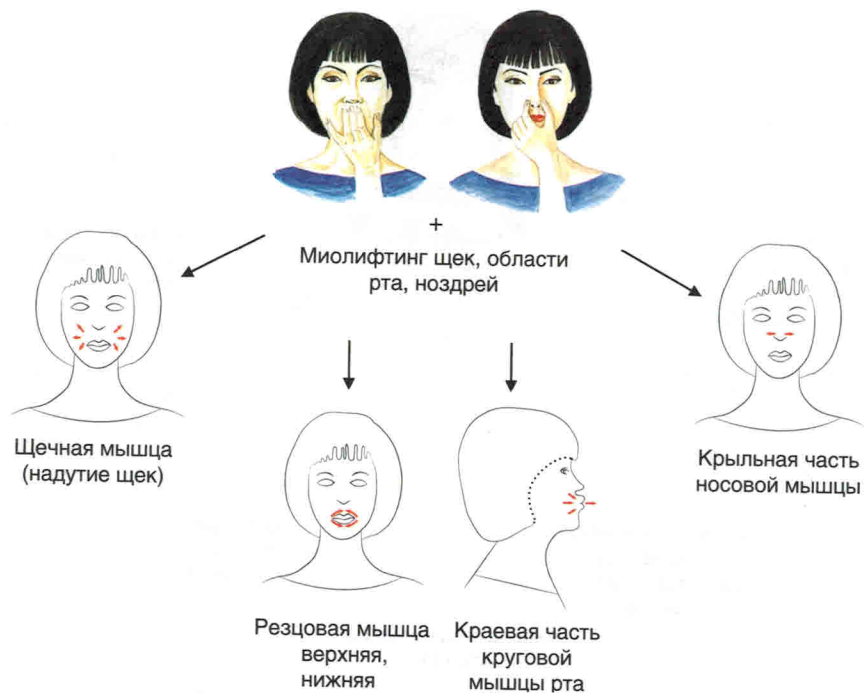 +
Миолифтинг щек, области
рта, ноздрей
Щечная мышца
(надутие щек)
Резцовая мышца
верхняя,
нижняя
Краевая часть
круговой
мышцы рта
Крыльная часть
носовой мышцы